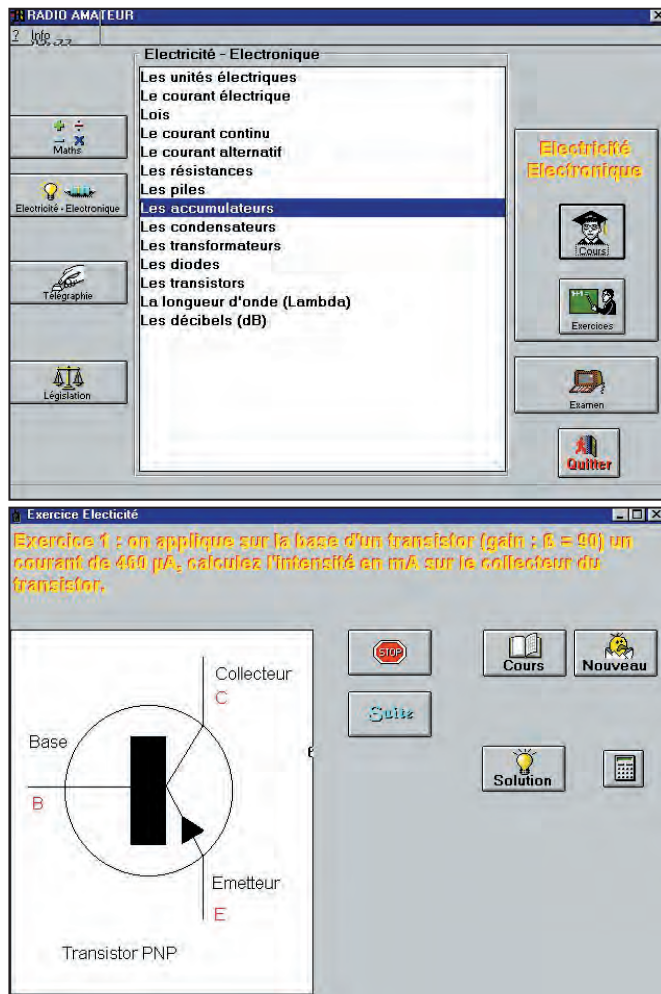 RADIO AMATEUR
? Info
Electricité - Electronique
Les unités électriques
Le courant électrique
Lois
Le courant continu
Le courant alternatif
Les résistances
Les piles
Les accumulateurs
Les condensateurs
Les transformateurs
Les diodes
Les transistors
La longueur d'onde (Lambda)
Les décibels (dB)
Maths
Electricité - Electronique
Télégraphie
Législation
Electricité
Electronique
Cours
Exercices
Examen
Quitter
Exercice Electicité
Exercice 1 : on applique sur la base d'un transistor (gain : ß = 90) un
courant de 460 µA, calculez l'intensité en mA sur le collecteur du
transistor.
Collecteur
C
Base
B
Emetteur
E
Transistor PNP
STOP
Suite
Cours
Nouveau
Solution